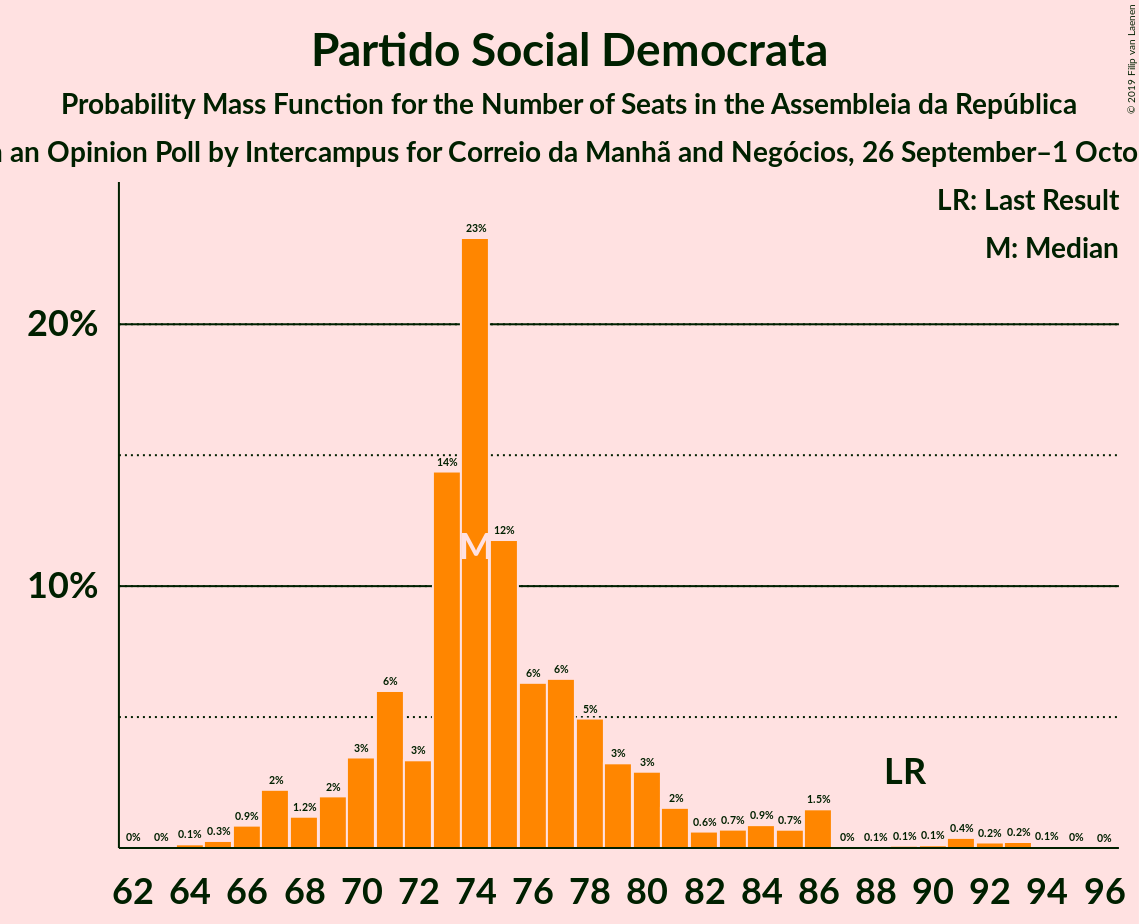 Partido Social Democrata
Probability Mass Function for the Number of Seats in the Assembleia da República
an Opinion Poll by Intercampus for Correio da Manhã and Negócios, 26 September–1 Octo
© 2019 Filip van Laenen
LR: Last Result
M: Median
20%
10%
0% 0% 0.1% 0.3% 0.9% 2% 1.2% 2% 3% 6% 3% 14% 23% 12% 6% 6% 5% 3% 3% 2% 0.6% 0.7% 0.9% 0.7% 1.5% 0% 0.1% 0.1% 0.1% 0.4% 0.2% 0.2% 0.1% 0% 0%
M
LR
62 64 66 68 70 72 74 76 78 80 82 84 86 88 90 92 94 96